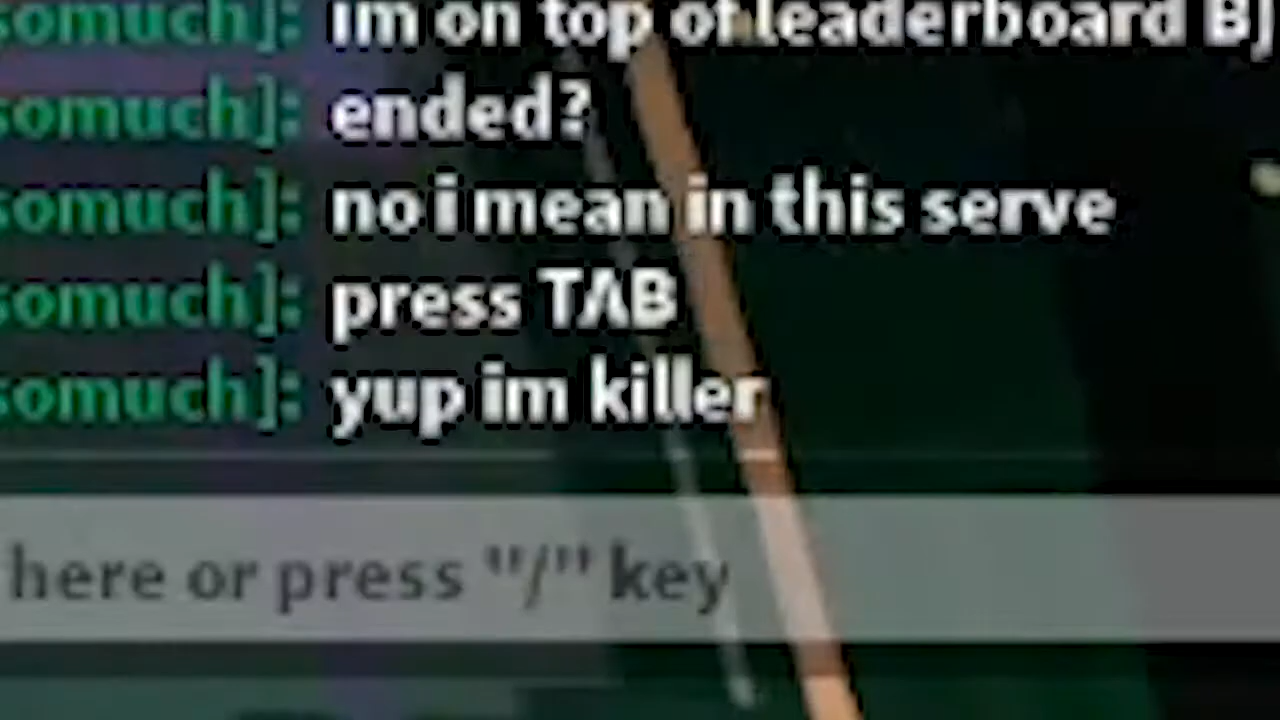 somuch]: im on top of leaderboard BJ
somuch]: ended?
somuch]: no i mean in this serve
somuch]: press TAB
somuch]: yup im killer
here or press "/" key